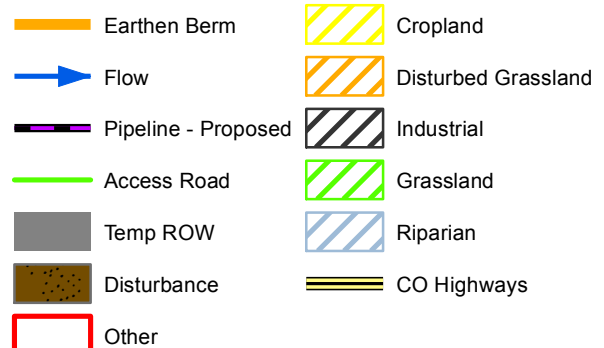 Earthen Berm
Flow
Pipeline - Proposed
Access Road
Temp ROW
Disturbance
Other
Cropland
Disturbed Grassland
Industrial
Grassland
Riparian
CO Highways